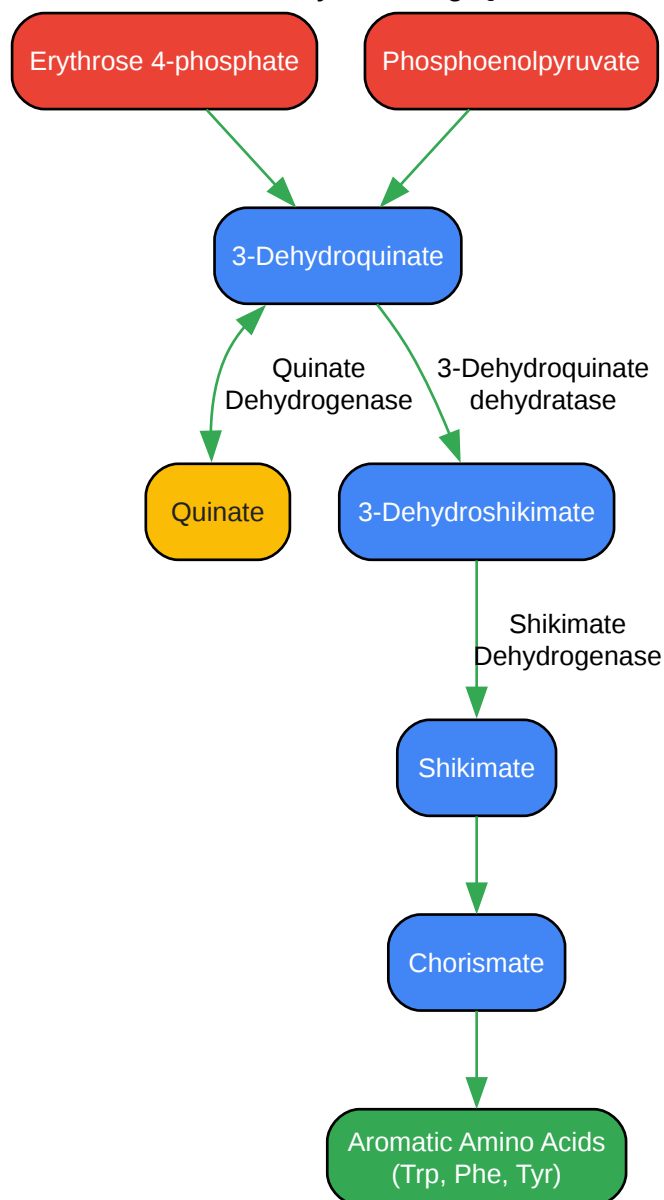 Erythrose 4-phosphate
Phosphoenolpyruvate
3-Dehydroquinate
Quinate
Dehydrogenase
3-Dehydroquinate
dehydratase
Quinate
3-Dehydroshikimate
Shikimate
Dehydrogenase
Shikimate
Chorismate
Aromatic Amino Acids
(Trp, Phe, Tyr)